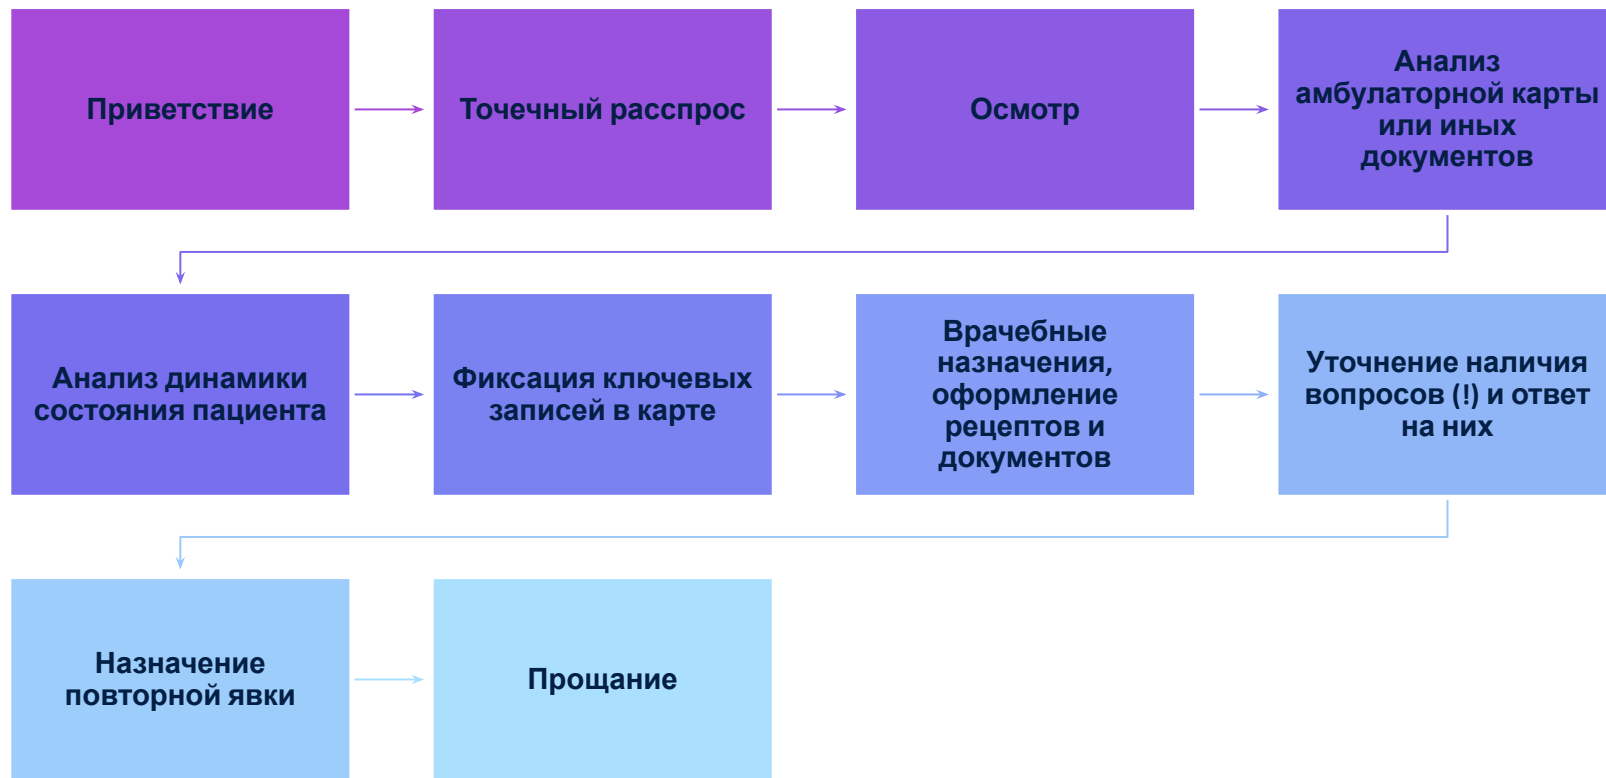 Приветствие
Точечный расспрос
Осмотр
Анализ
амбулаторной карты
или иных
документов
Анализ динамики
состояния пациента
Фиксация ключевых
записей в карте
Врачебные
назначения,
оформление
рецептов и
документов
Уточнение наличия
вопросов (!) и ответ
на них
Назначение
повторной явки
Прощание